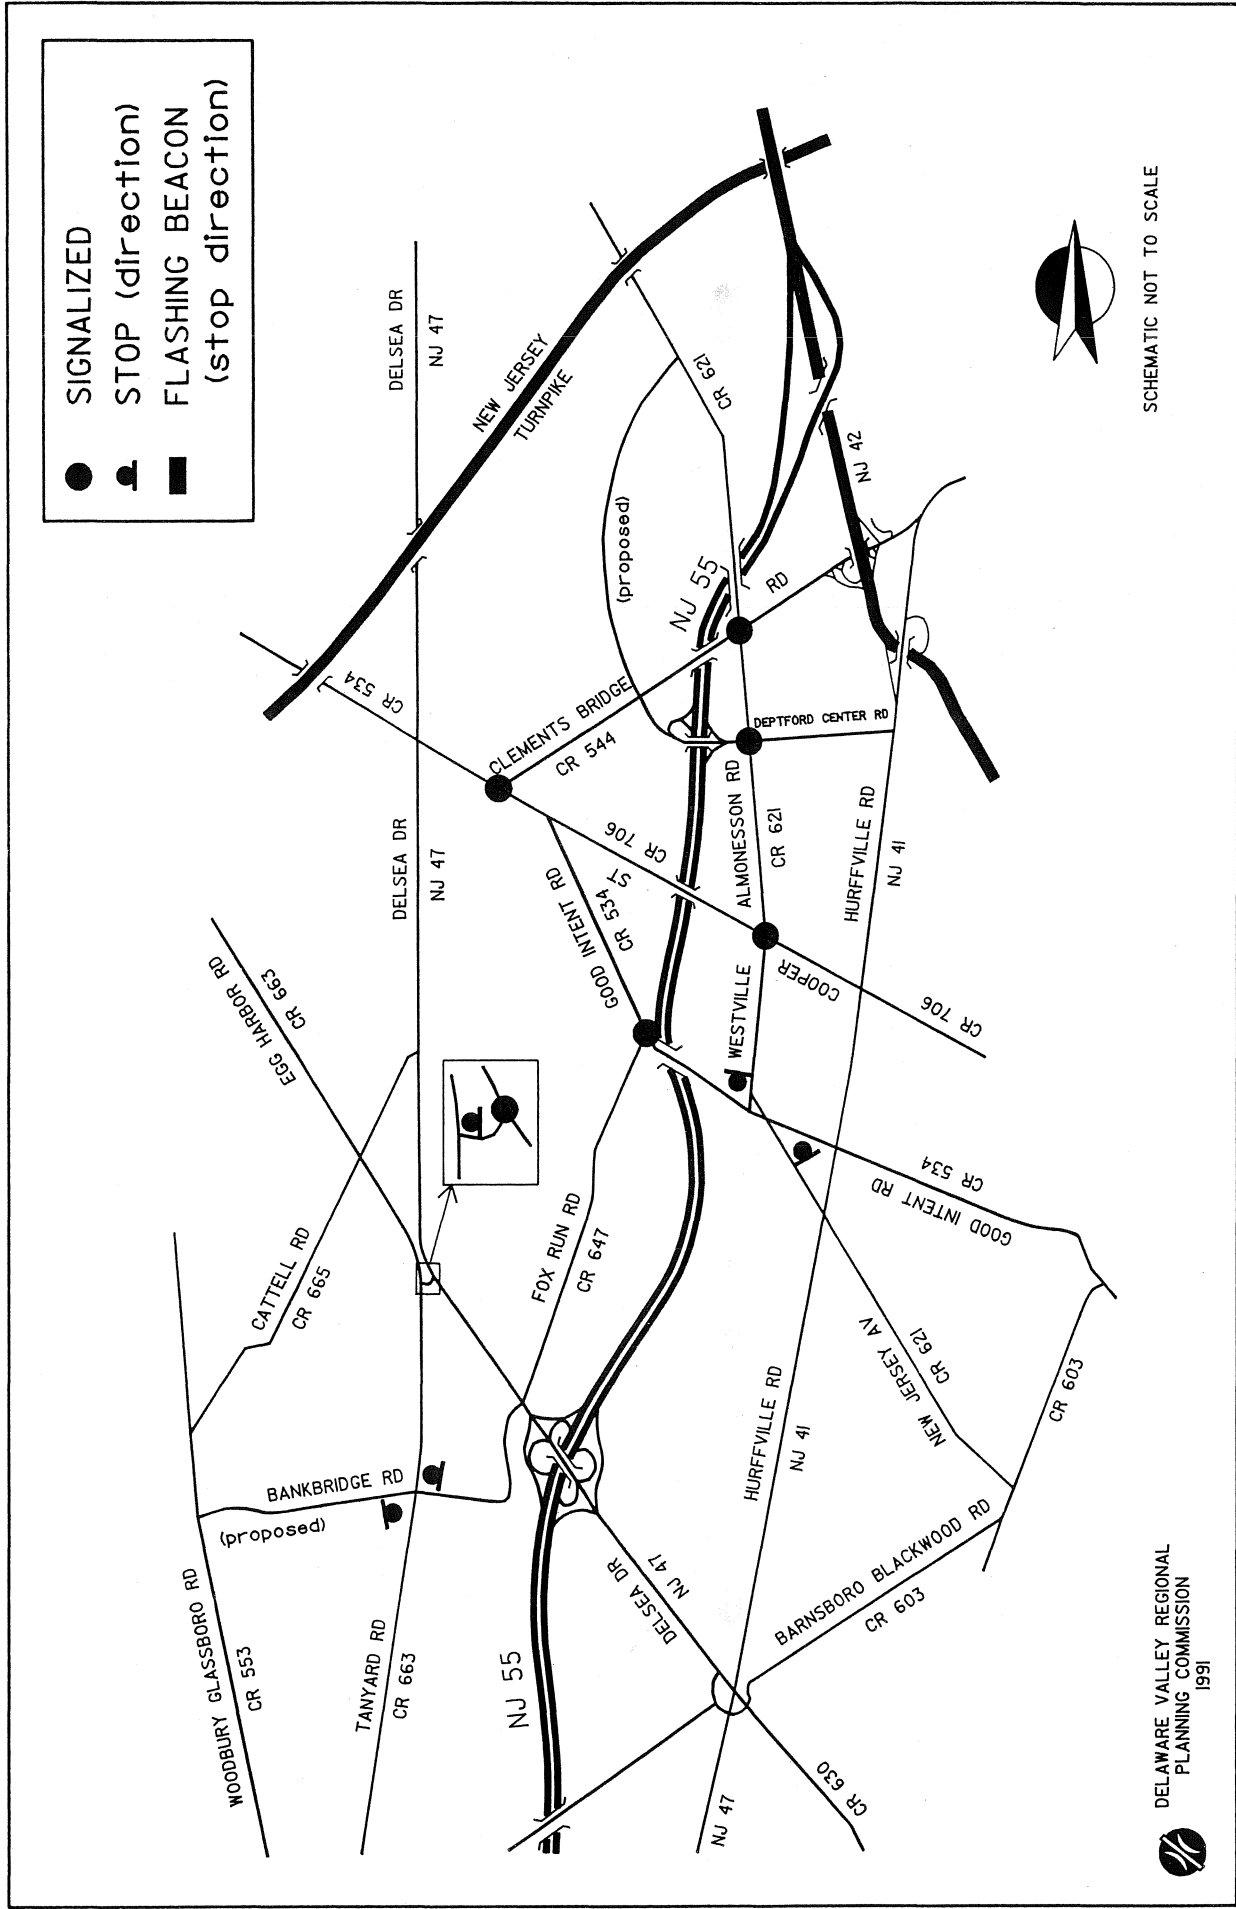 SIGNALIZED
STOP (direction)
FLASHING BEACON
(stop direction)
DELSEA DR
NJ 47
NEW JERSEY
TURNPIKE
CR 621
(proposed)
NJ 55
RD
NJ 42
CR 534
CLEMENTS BRIDGE
CR 544
DEPTFORD CENTER RD
DELSEA DR
NJ 47
CR 706
ST
GOOD INTENT RD
CR 534
ALMONESSON RD
CR 621
HURFFVILLE RD
NJ 41
EGG HARBOR RD
CR 663
WESTVILLE
COOPER
CR 706
CATTELL RD
CR 665
FOX RUN RD
CR 647
GOOD INTENT RD
CR 534
NEW JERSEY AV
CR 621
CR 603
HURFFVILLE RD
NJ 41
BANKBRIDGE RD
(proposed)
WOODBURY GLASSBORO RD
CR 553
TANYARD RD
CR 663
NJ 55
DELSEA DR
NJ 47
BARNSBORO BLACKWOOD RD
CR 603
NJ 47
CR 630
SCHEMATIC NOT TO SCALE
DELAWARE VALLEY REGIONAL
PLANNING COMMISSION
1991